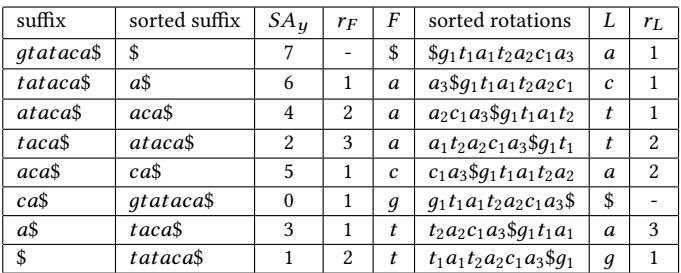 suffix sorted suffix SA_y r_F F sorted rotations L r_L
gtataca$ $ 7 - $ $g₁t₁a₁t₂a₂c₁a₃ a 1
tataca$ a$ 6 1 a a₃$g₁t₁a₁t₂a₂c₁ c 1
ataca$ aca$ 4 2 a a₂c₁a₃$g₁t₁a₁t₂ t 1
taca$ ataca$ 2 3 a a₁t₂a₂c₁a₃$g₁t₁ t 2
aca$ ca$ 5 1 c c₁a₃$g₁t₁a₁t₂a₂ a 2
ca$ gtataca$ 0 1 g g₁t₁a₁t₂a₂c₁a₃$ $ -
a$ taca$ 3 1 t t₂a₂c₁a₃$g₁t₁a₁ a 3
$ tataca$ 1 2 t t₁a₁t₂a₂c₁a₃$g₁ g 1